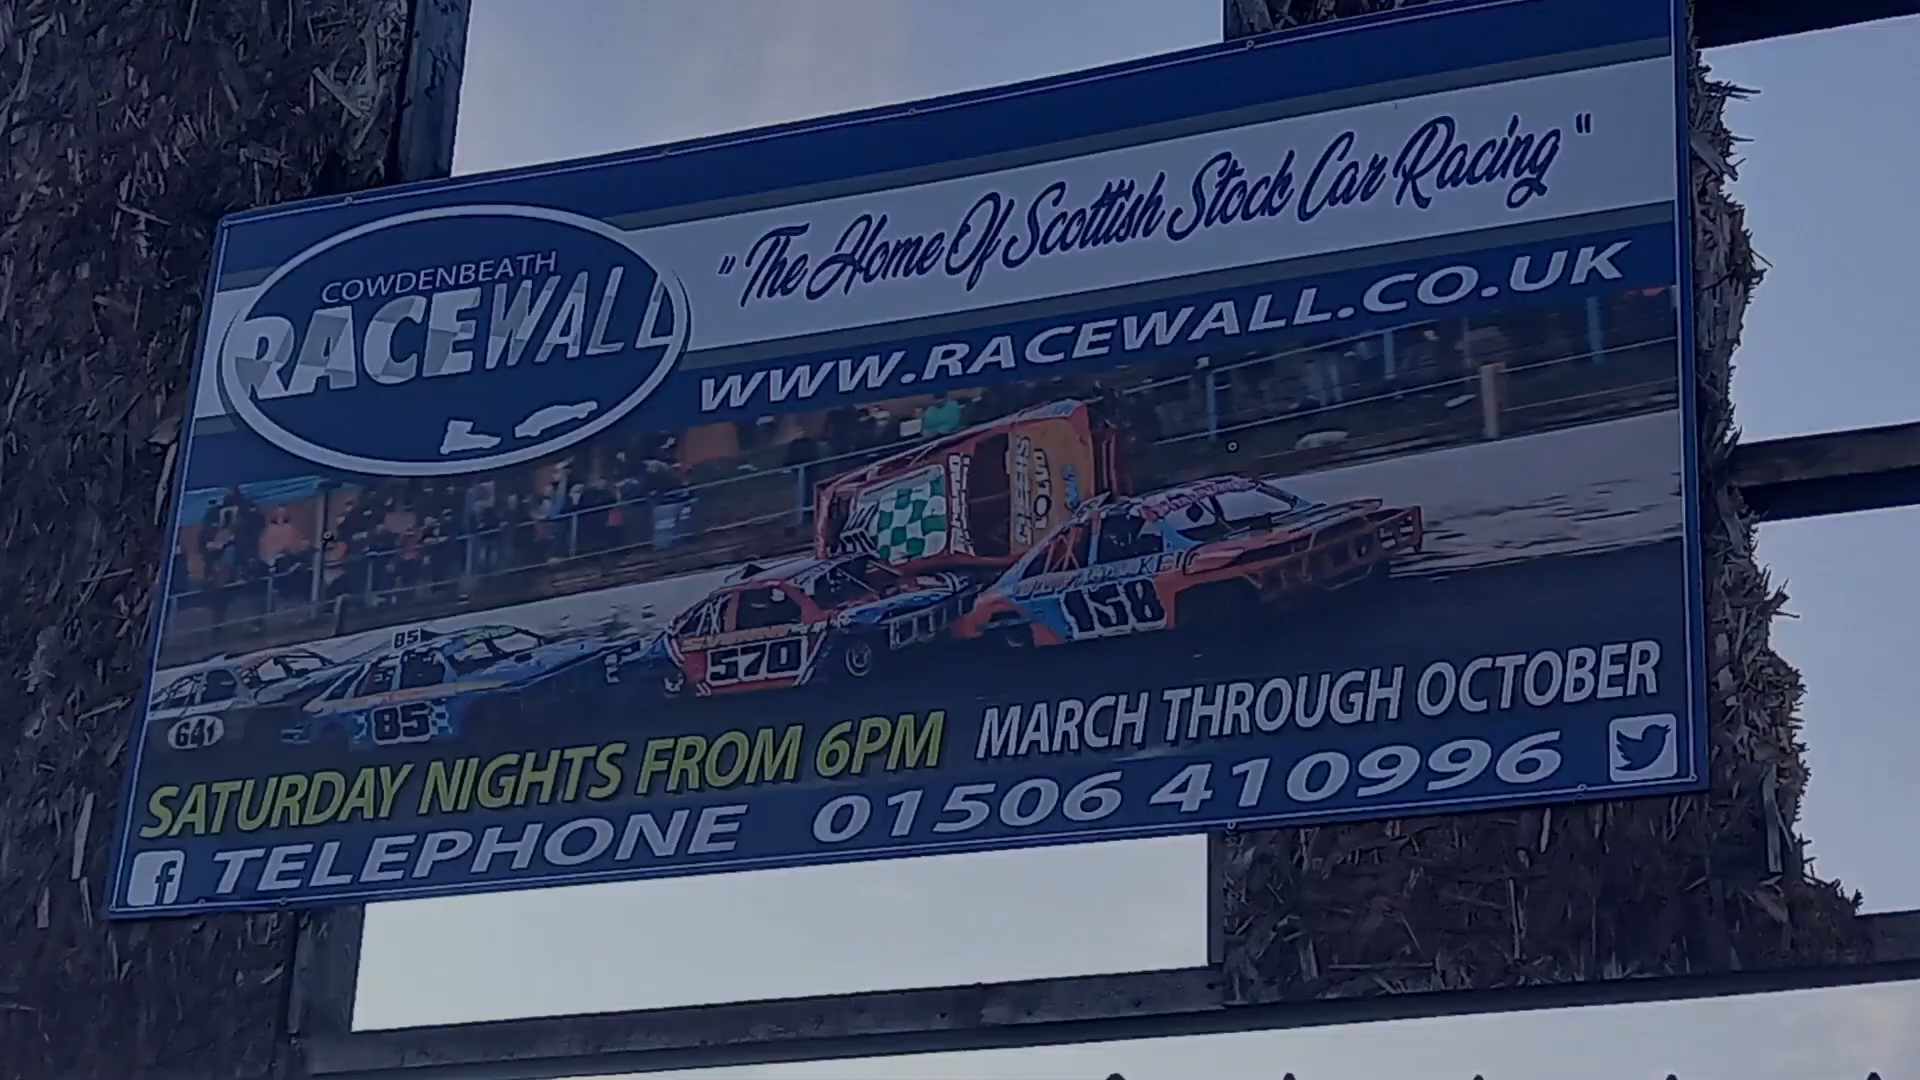 COWDENBEATH
RACEWALL
"The Home Of Scottish Stock Car Racing"
WWW.RACEWALL.CO.UK
158
570
85
85
641
SATURDAY NIGHTS FROM 6PM MARCH THROUGH OCTOBER
f TELEPHONE 01506 410996